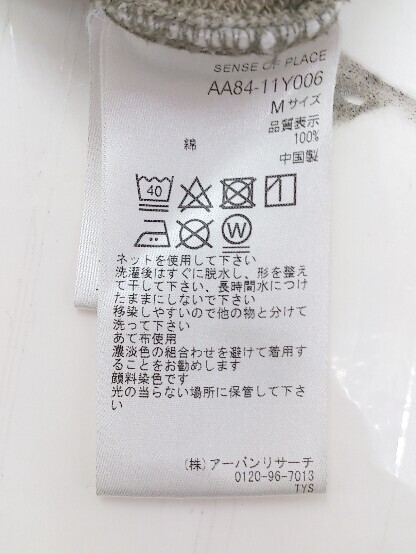 SENSE OF PLACE
AA84-11Y006
Mサイズ
品質表示
綿 100%
中国製
40
W
ネットを使用して下さい
洗濯後はすぐに脱水し、形を整え
て干して下さい、長時間水につけ
たままにしないで下さい
移染しやすいので他の物と分けて
洗って下さい
あて布使用
濃淡色の組合わせを避けて着用す
ることをお勧めします
顔料染色です
光の当らない場所に保管して下さ
い
(株)アーバンリサーチ
0120-96-7013
TYS